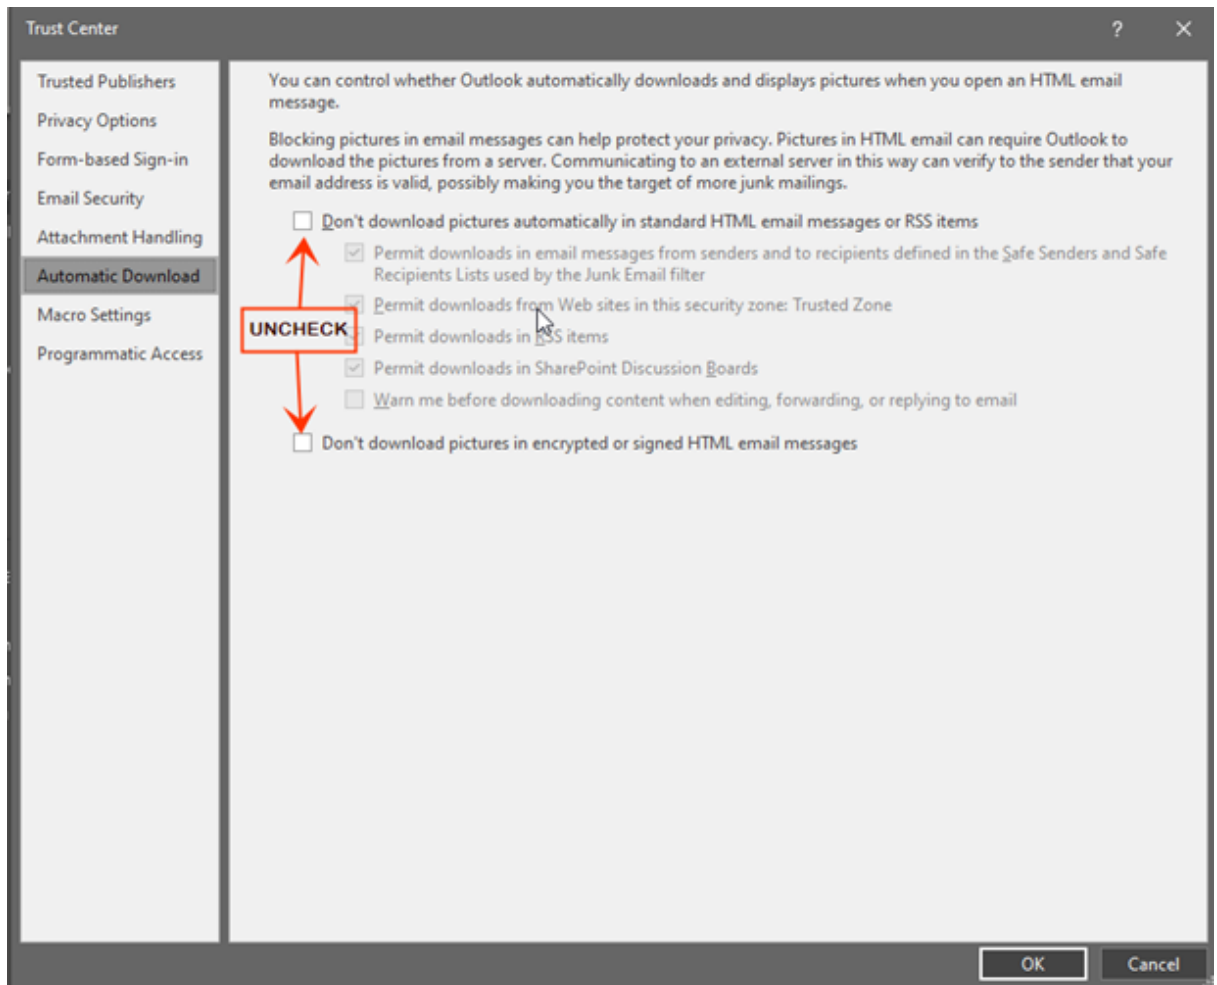 Trust Center
?
Trusted Publishers
Privacy Options
Form-based Sign-in
Email Security
Attachment Handling
Automatic Download
Macro Settings
Programmatic Access
You can control whether Outlook automatically downloads and displays pictures when you open an HTML email
message.
Blocking pictures in email messages can help protect your privacy. Pictures in HTML email can require Outlook to
download the pictures from a server. Communicating to an external server in this way can verify to the sender that your
email address is valid, possibly making you the target of more junk mailings.
Don't download pictures automatically in standard HTML email messages or RSS items
Permit downloads in email messages from senders and to recipients defined in the Safe Senders and Safe
Recipients Lists used by the Junk Email filter
Permit downloads from Web sites in this security zone: Trusted Zone
UNCHECK
Permit downloads in RSS items
Permit downloads in SharePoint Discussion Boards
Warn me before downloading content when editing, forwarding, or replying to email
Don't download pictures in encrypted or signed HTML email messages
OK
Cancel